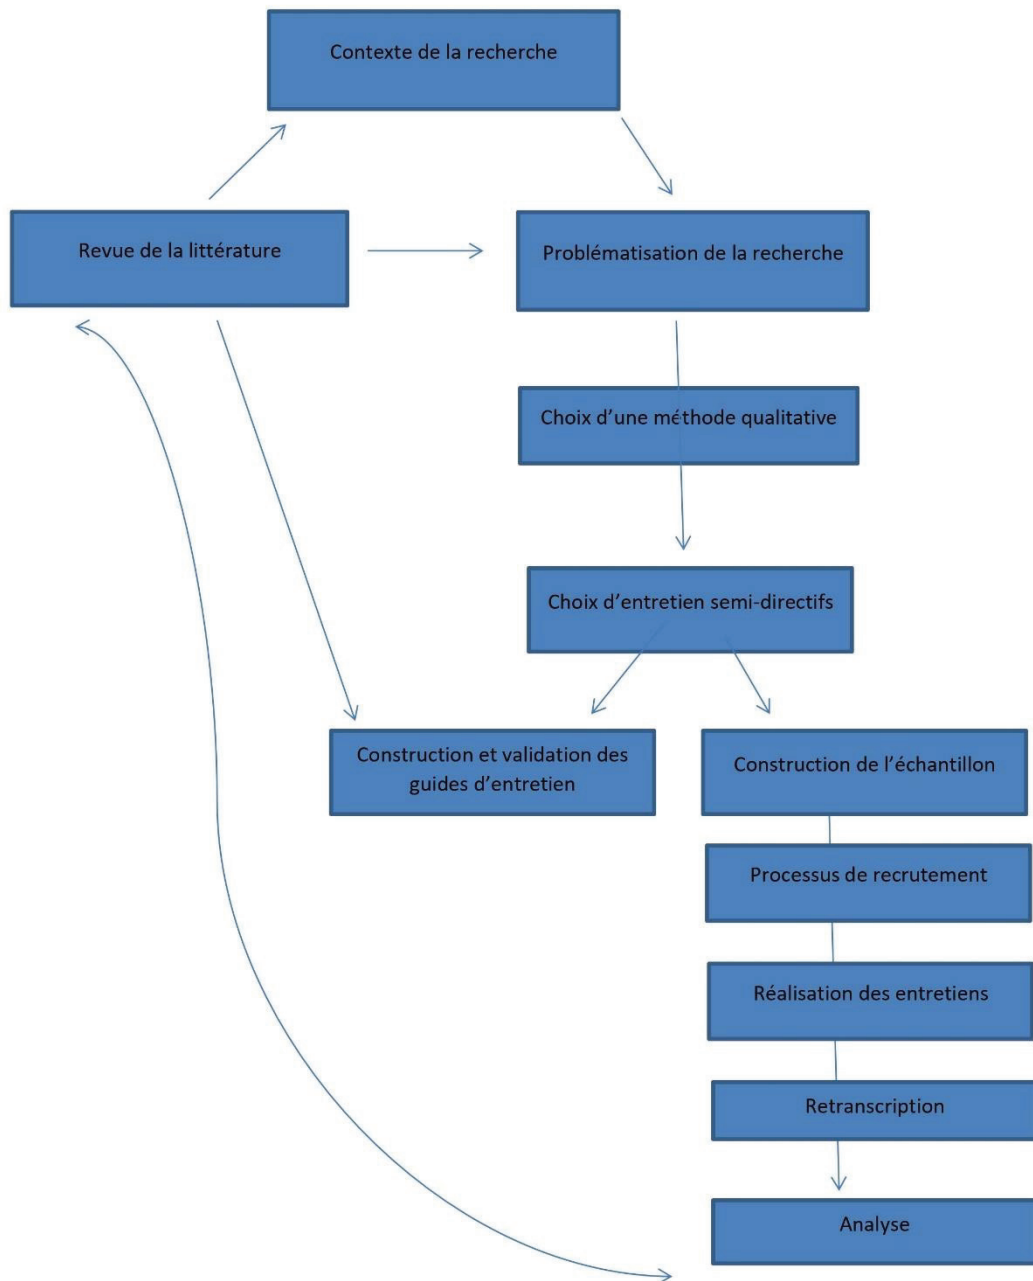 Contexte de la recherche
Revue de la littérature
Problématisation de la recherche
Choix d'une méthode qualitative
Choix d'entretien semi-directifs
Construction et validation des
guides d'entretien
Construction de l'échantillon
Processus de recrutement
Réalisation des entretiens
Retranscription
Analyse